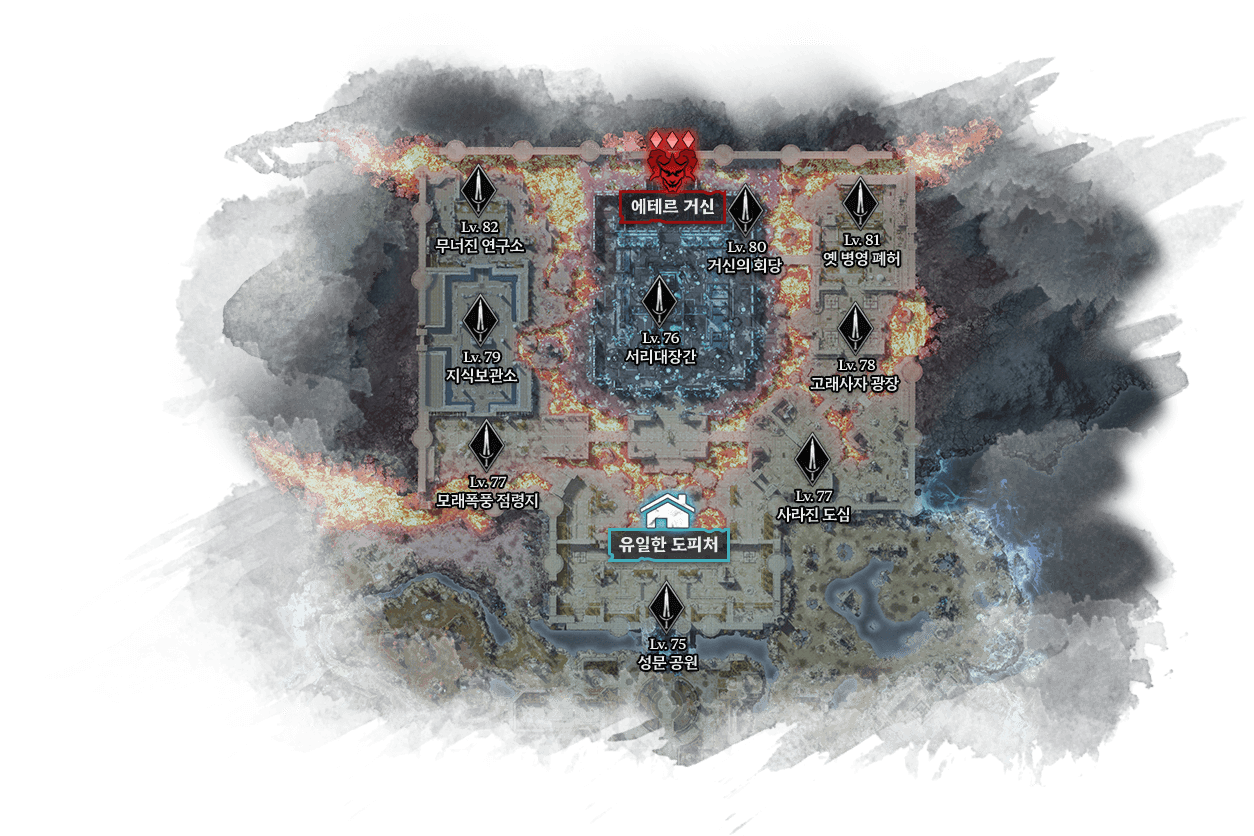 에테르 거신
Lv. 82
무너진 연구소
Lv. 80
거신의 회당
Lv. 81
옛 병영 폐허
Lv. 76
서리대장간
Lv. 79
지식보관소
Lv. 78
고래사자 광장
Lv. 77
모래폭풍 점령지
Lv. 77
사라진 도심
유일한 도피처
Lv. 75
성문 공원